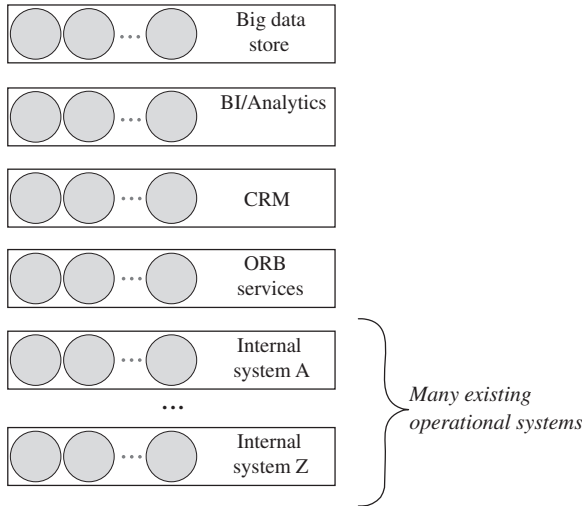 Big data
store
BI/Analytics
CRM
ORB
services
Internal
system A
...
Internal
system Z
Many existing
operational systems